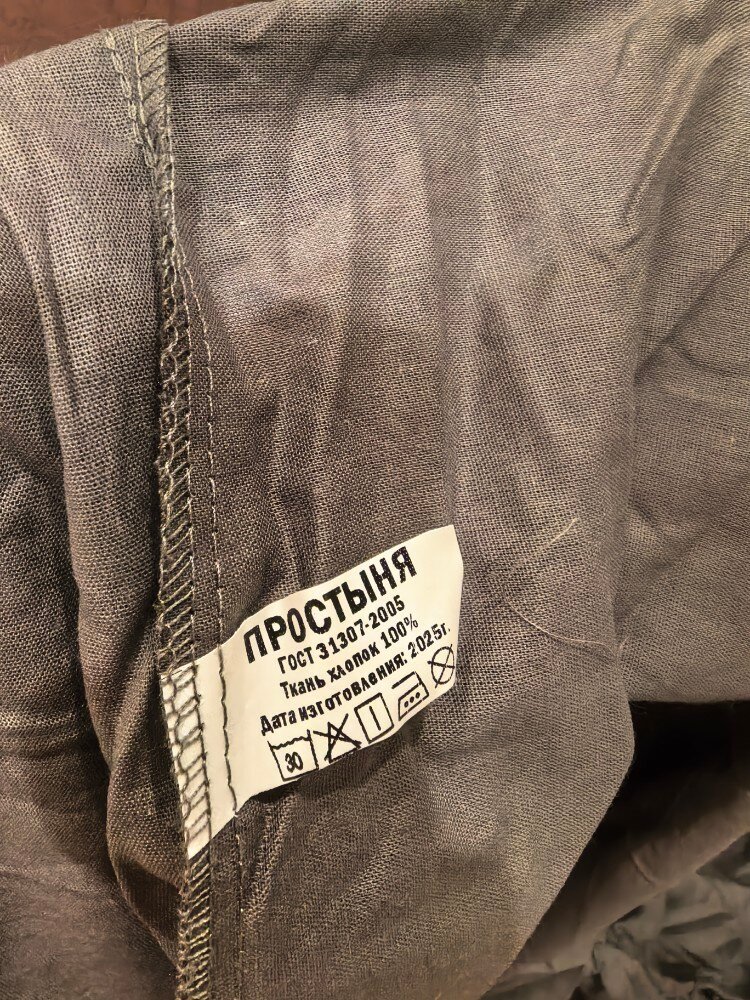 ПРОСТЫНЯ
ГОСТ 31307-2005
Ткань хлопок 100%
Дата изготовления: 2025г.
30